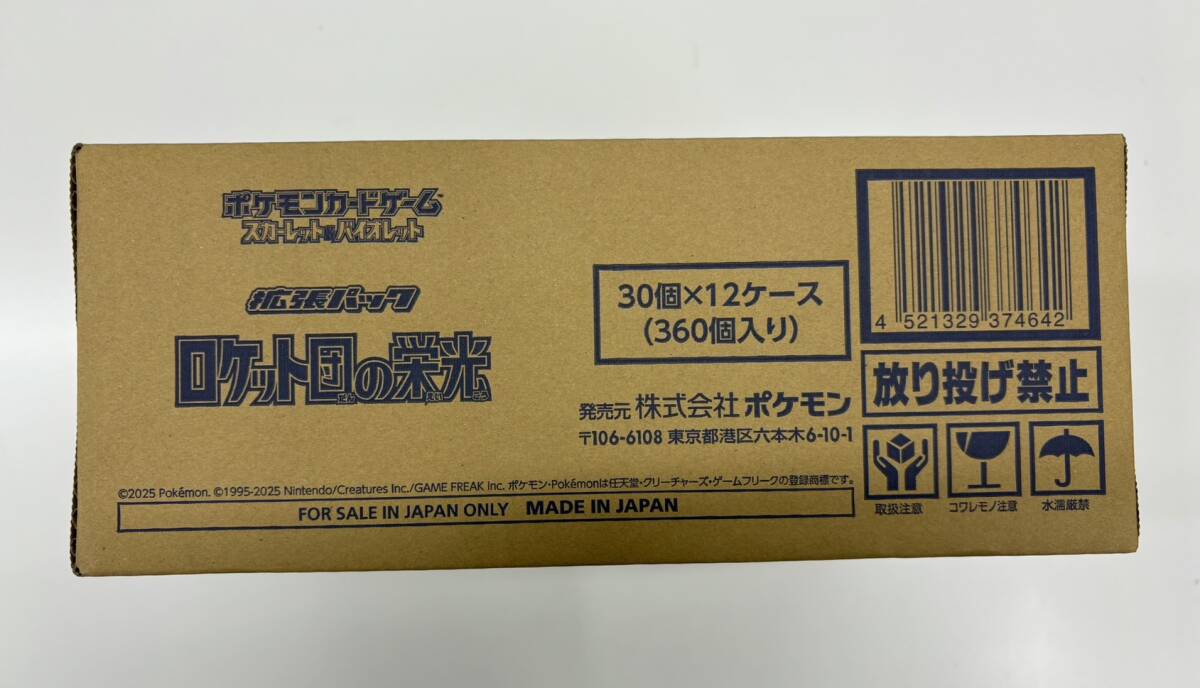 ポケモンカードゲーム
スカーレット&バイオレット
拡張パック
ロケット団の栄光
だん えいこう
30個×12ケース
(360個入り)
発売元 株式会社 ポケモン
〒106-6108 東京都港区六本木6-10-1
4 521329 374642
放り投げ禁止
取扱注意 コワレモノ注意 水濡厳禁
©2025 Pokémon. ©1995-2025 Nintendo/Creatures Inc./GAME FREAK Inc. ポケモン・Pokémonは任天堂・クリーチャーズ・ゲームフリークの登録商標です。
FOR SALE IN JAPAN ONLY MADE IN JAPAN